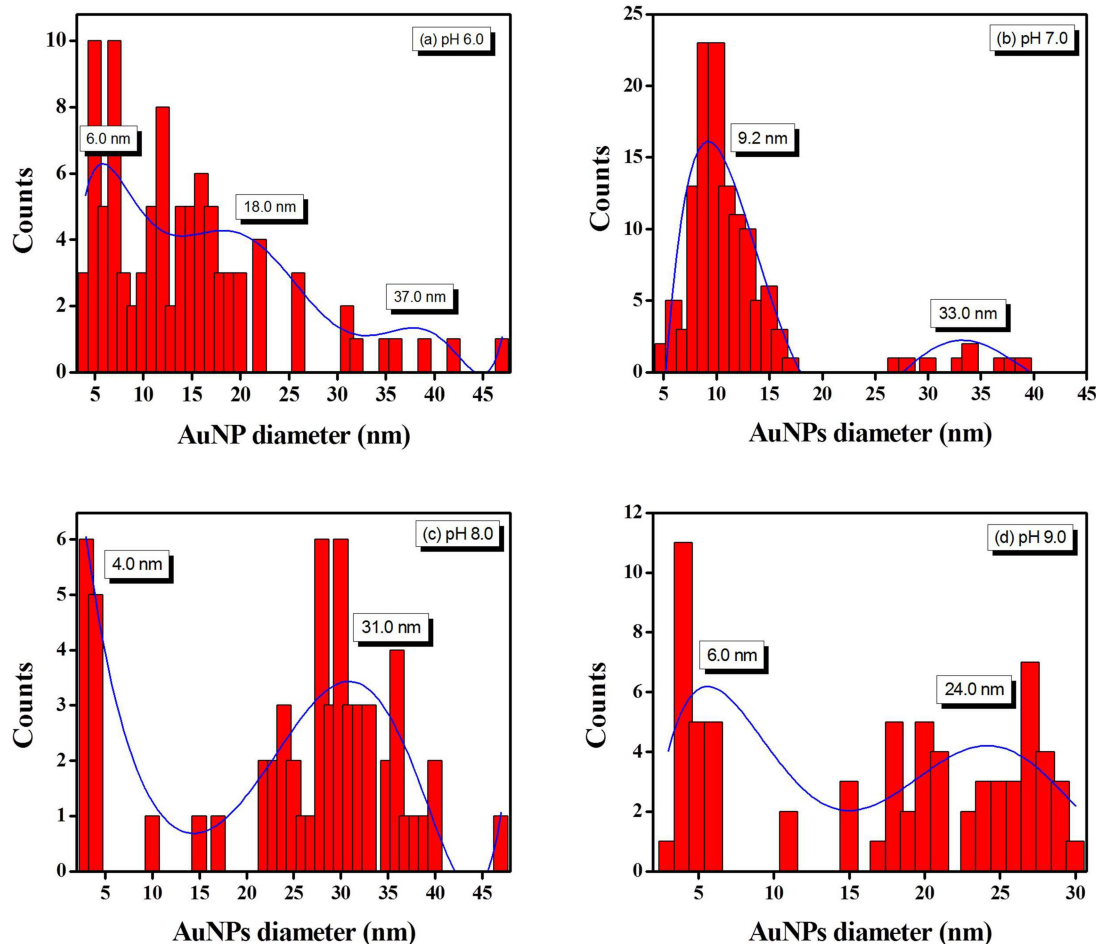 10
8
6
4
2
0
Counts
(a) pH 6.0
6.0 nm
18.0 nm
37.0 nm
5 10 15 20 25 30 35 40 45
AuNP diameter (nm)
25
20
15
10
5
0
Counts
(b) pH 7.0
9.2 nm
33.0 nm
5 10 15 20 25 30 35 40 45
AuNPs diameter (nm)
6
5
4
3
2
1
0
Counts
(c) pH 8.0
4.0 nm
31.0 nm
5 10 15 20 25 30 35 40 45
AuNPs diameter (nm)
12
10
8
6
4
2
0
Counts
(d) pH 9.0
6.0 nm
24.0 nm
5 10 15 20 25 30
AuNPs diameter (nm)